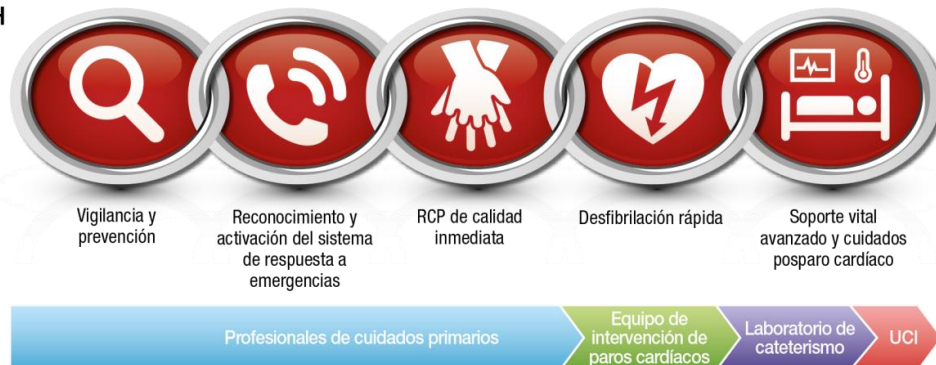 Vigilancia y
prevención
Reconocimiento y
activación del sistema
de respuesta a
emergencias
RCP de calidad
inmediata
Desfibrilación rápida
Soporte vital
avanzado y cuidados
posparo cardíaco
Profesionales de cuidados primarios
Equipo de
intervención de
paros cardíacos
Laboratorio de
cateterismo
UCI